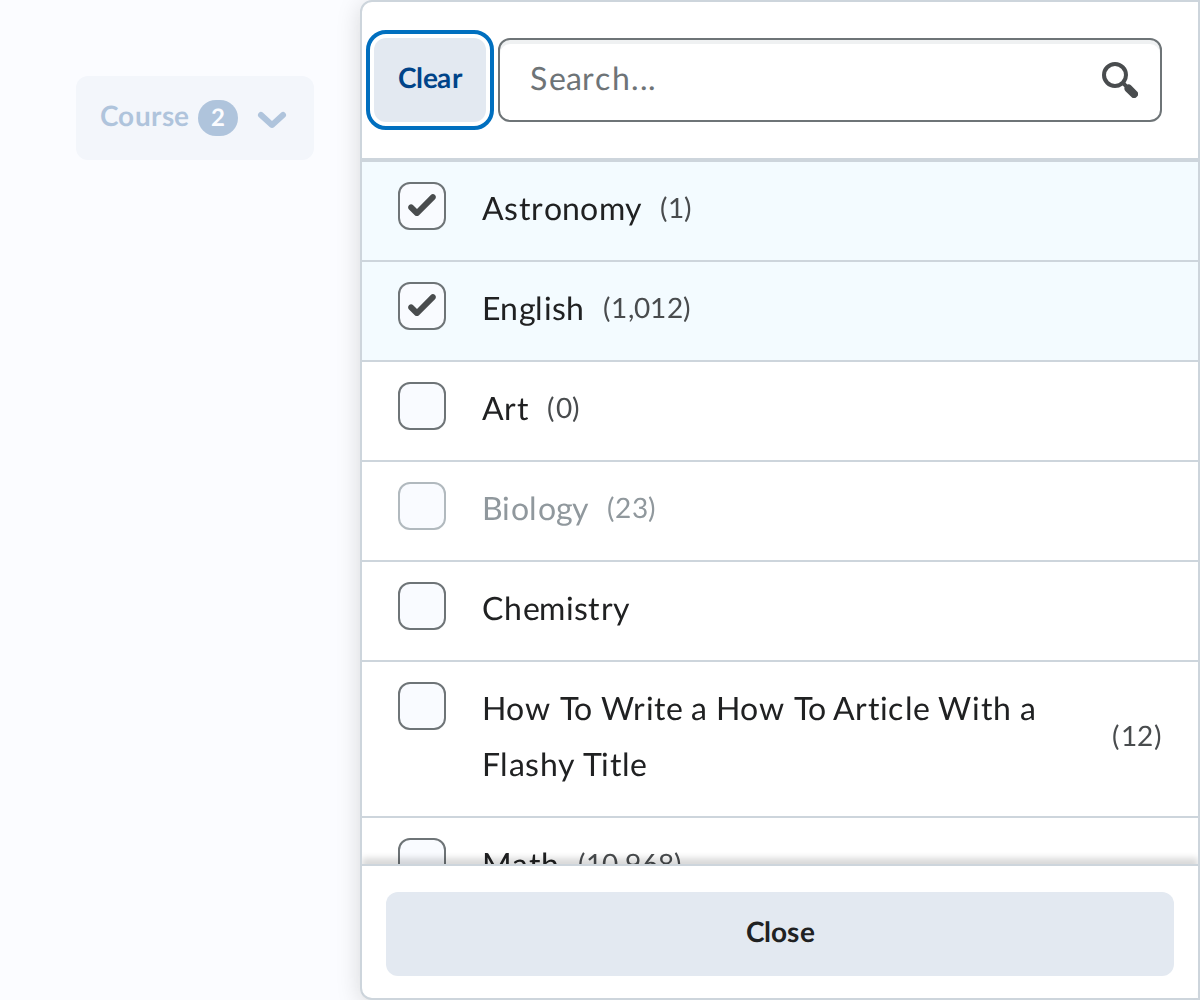 Course 2
Clear
Search...
Astronomy (1)
English (1,012)
Art (0)
Biology (23)
Chemistry
How To Write a How To Article With a
Flashy Title
(12)
Math (10,968)
Close